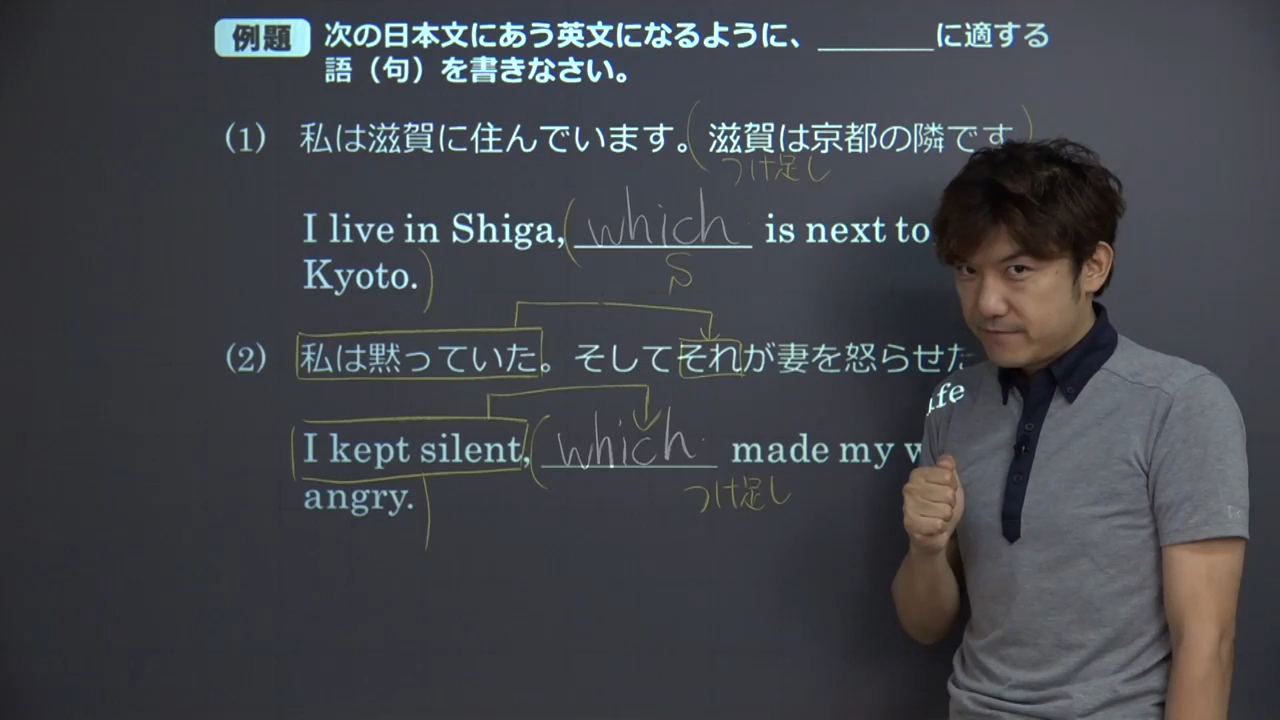 例題 次の日本文にあう英文になるように、________に適する
語（句）を書きなさい。
(1) 私は滋賀に住んでいます。(滋賀は京都の隣です)
つけ足し
I live in Shiga, (which is next to
S
Kyoto.)
(2) 私は黙っていた。そしてそれが妻を怒らせた
I kept silent, (which made my wife
つけ足し
angry.